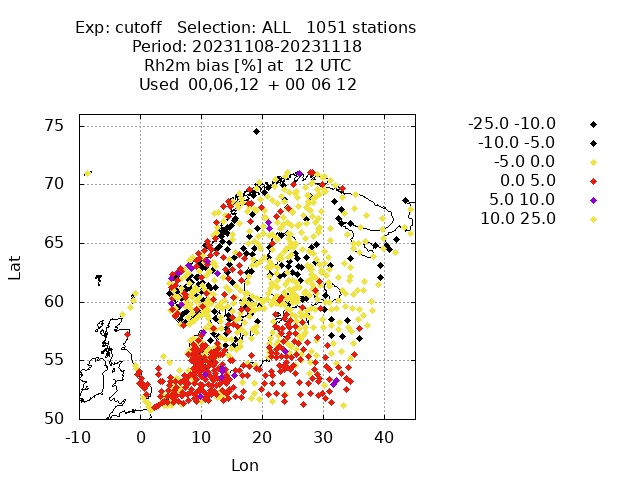 Exp: cutoff   Selection: ALL   1051 stations
Period: 20231108-20231118
Rh2m bias [%] at  12 UTC
Used  00,06,12  + 00 06 12
-25.0 -10.0
-10.0 -5.0
-5.0 0.0
0.0 5.0
5.0 10.0
10.0 25.0
75
70
65
60
55
50
Lat
-10 0 10 20 30 40
Lon